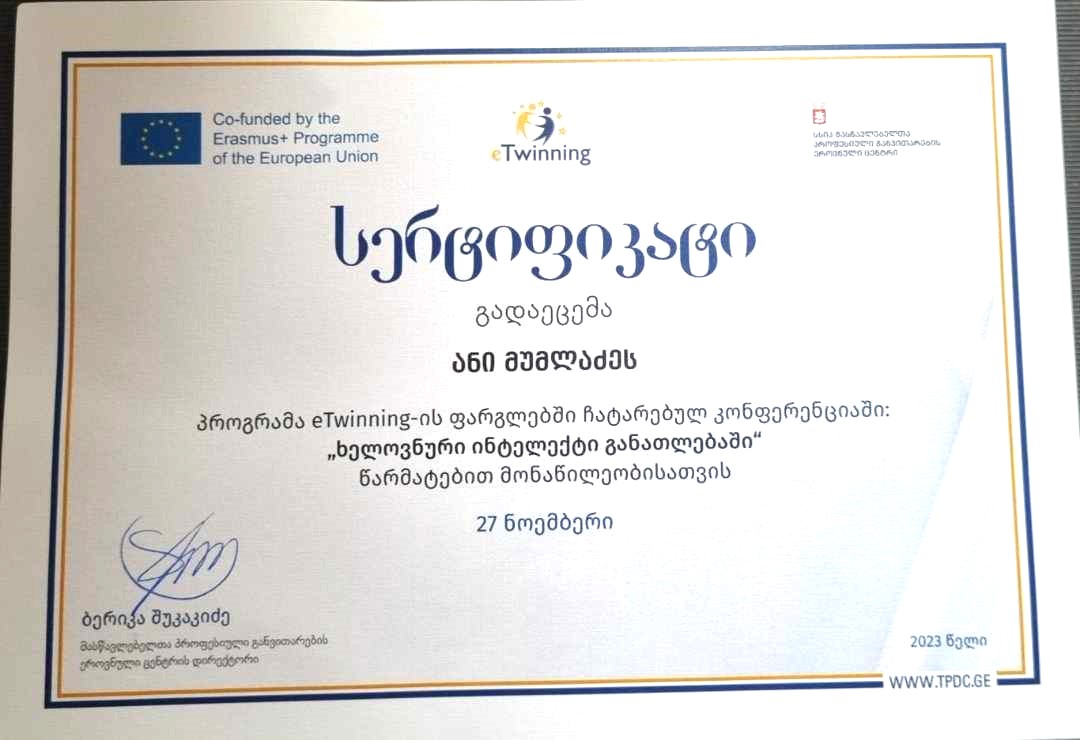 Co-funded by the
Erasmus+ Programme
of the European Union
eTwinning
სსიპ მასწავლებელთა
პროფესიული განვითარების
ეროვნული ცენტრი
სერტიფიკატი
გადაეცემა
ანი მუმლაძეს
პროგრამა eTwinning-ის ფარგლებში ჩატარებულ კონფერენციაში:
„ხელოვნური ინტელექტი განათლებაში“
წარმატებით მონაწილეობისათვის
27 ნოემბერი
ბერიკა შუკაკიძე
მასწავლებელთა პროფესიული განვითარების
ეროვნული ცენტრის დირექტორი
2023 წელი
WWW.TPDC.GE